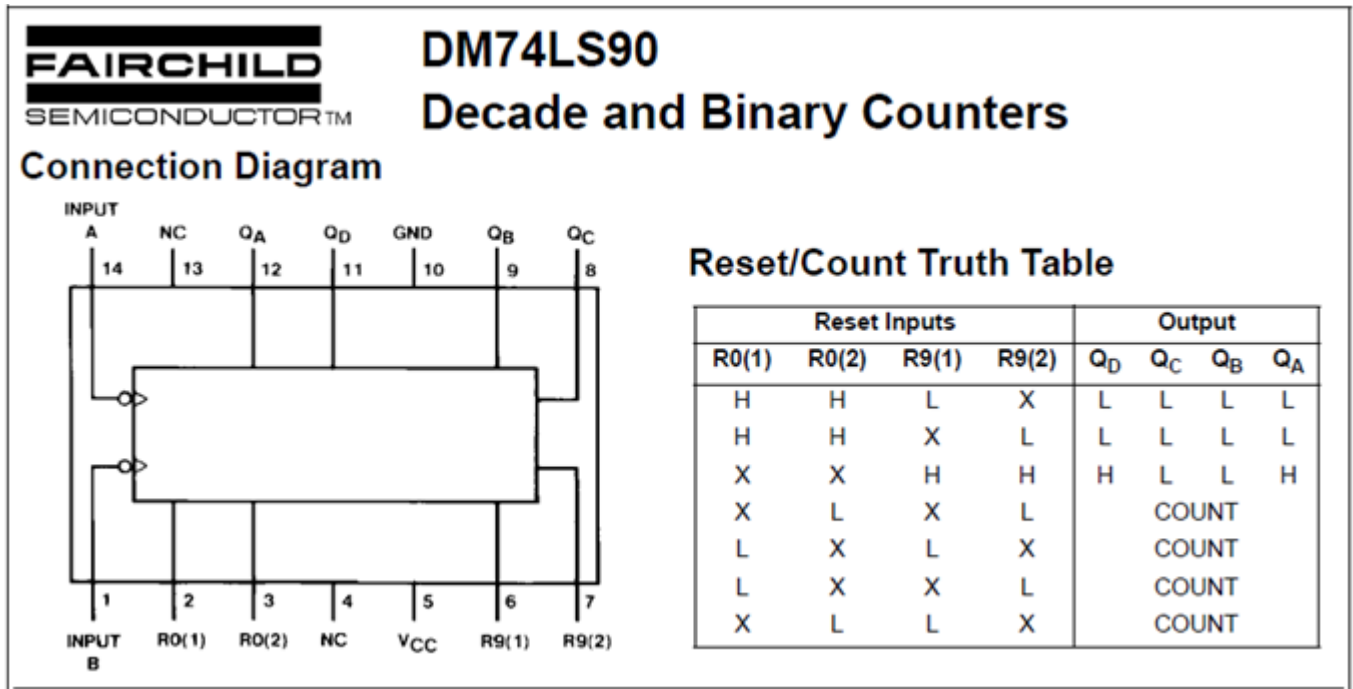 FAIRCHILD
SEMICONDUCTOR™
DM74LS90
Decade and Binary Counters
Connection Diagram
INPUT
A NC QA QD GND QB QC
14 13 12 11 10 9 8
1 2 3 4 5 6 7
INPUT R0(1) R0(2) NC VCC R9(1) R9(2)
B
Reset/Count Truth Table
Reset Inputs Output
R0(1) R0(2) R9(1) R9(2) QD QC QB QA
H H L X L L L L
H H X L L L L L
X X H H H L L H
X L X L COUNT
L X L X COUNT
L X X L COUNT
X L L X COUNT